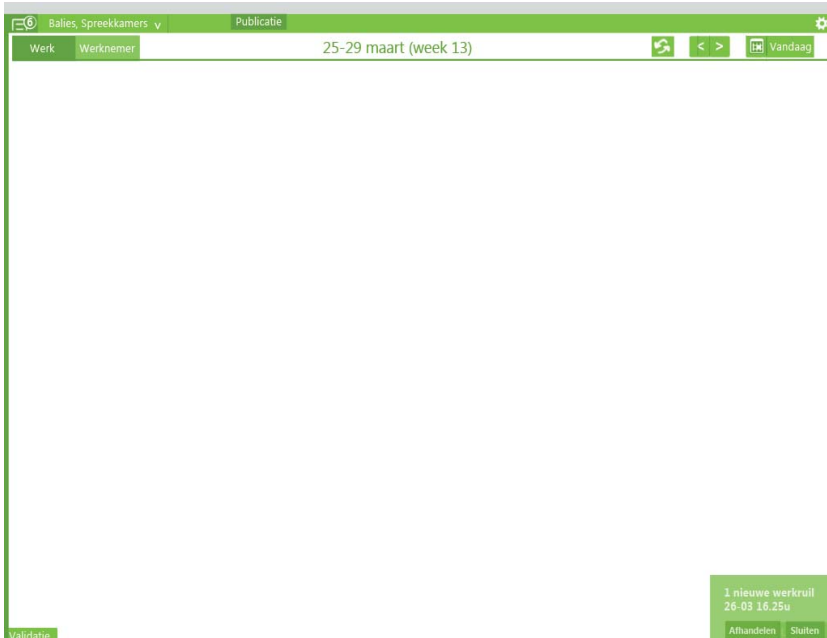 6 Balies, Spreekkamers v Publicatie
Werk Werknemer 25-29 maart (week 13) < > Vandaag
1 nieuwe werkruil
26-03 16.25u
Afhandelen Sluiten
Validatie